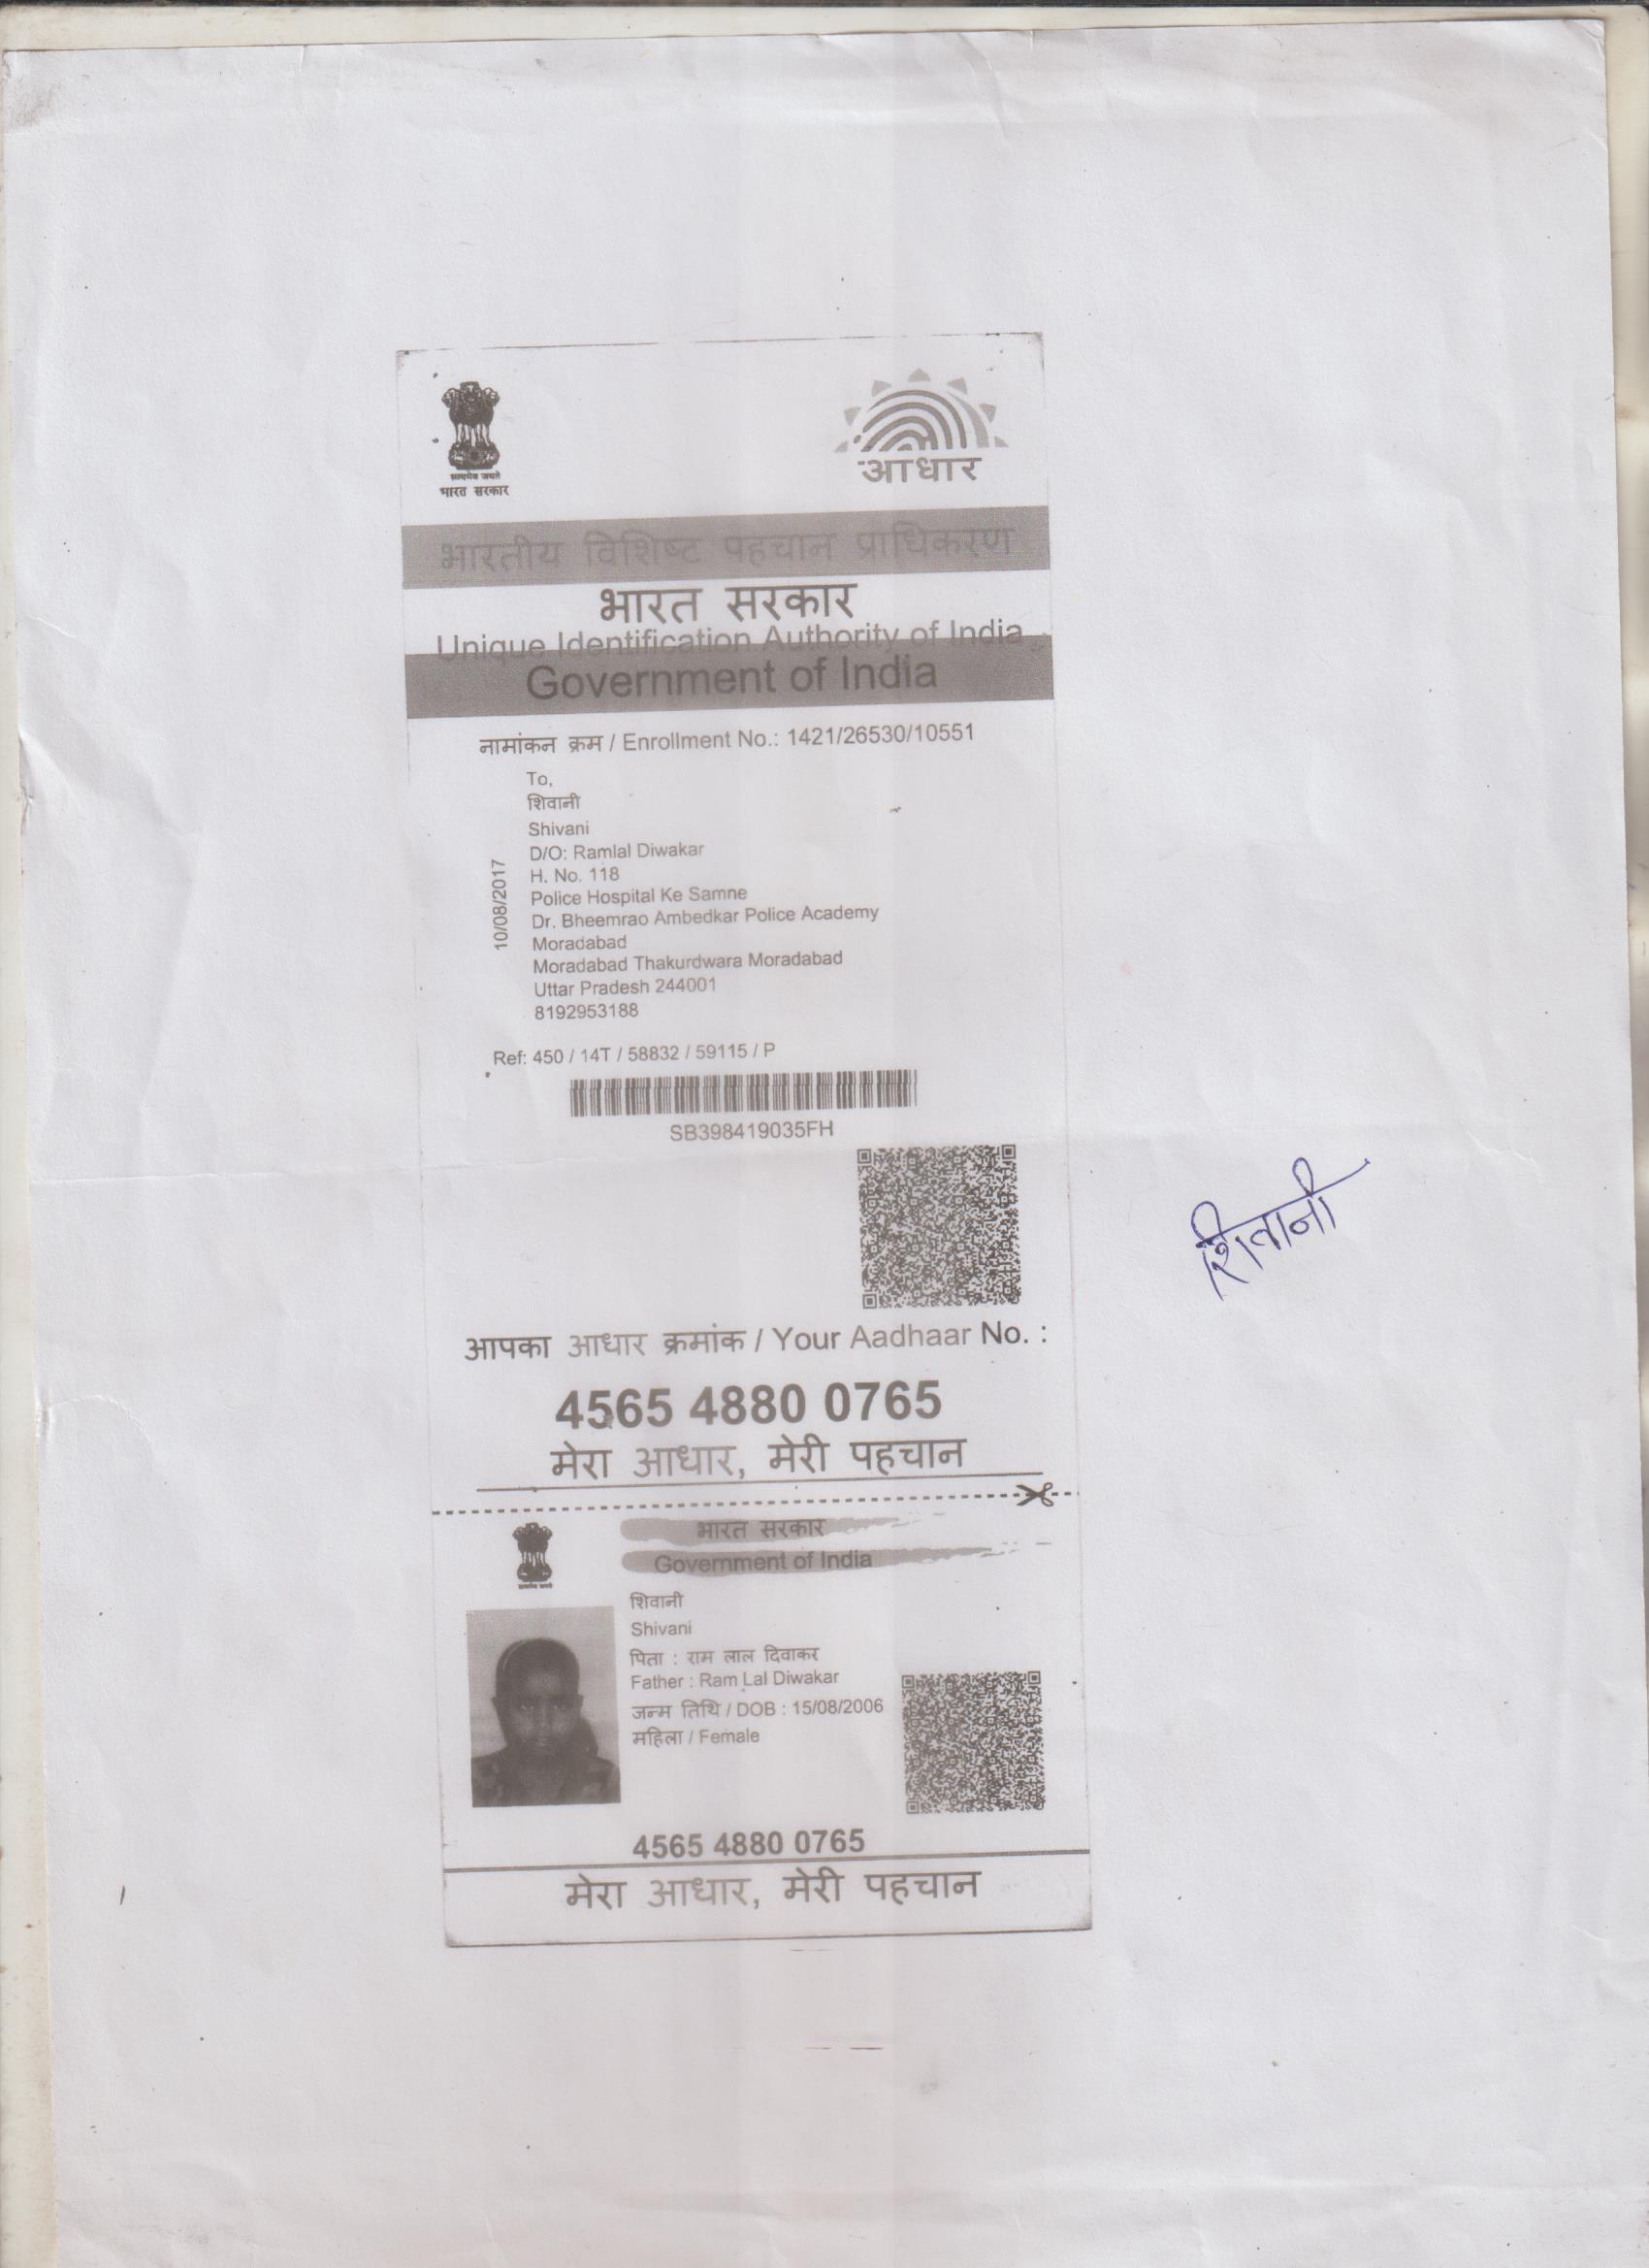 सत्यमेव जयते
भारत सरकार
आधार
भारतीय विशिष्ट पहचान प्राधिकरण
भारत सरकार
Unique Identification Authority of India
Government of India
नामांकन क्रम / Enrollment No.: 1421/26530/10551
To,
शिवानी
Shivani
D/O: Ramlal Diwakar
H. No. 118
Police Hospital Ke Samne
Dr. Bheemrao Ambedkar Police Academy
Moradabad
Moradabad Thakurdwara Moradabad
Uttar Pradesh 244001
8192953188
10/08/2017
Ref: 450 / 14T / 58832 / 59115 / P
SB398419035FH
शिवानी
आपका आधार क्रमांक / Your Aadhaar No. :
4565 4880 0765
मेरा आधार, मेरी पहचान
भारत सरकार
Government of India
शिवानी
Shivani
पिता : राम लाल दिवाकर
Father : Ram Lal Diwakar
जन्म तिथि / DOB : 15/08/2006
महिला / Female
4565 4880 0765
मेरा आधार, मेरी पहचान